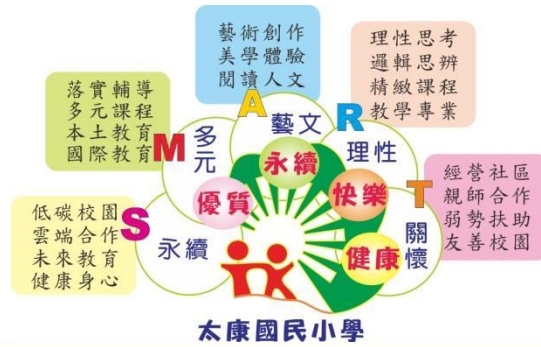 藝術創作
美學體驗
閱讀人文
理性思考
邏輯思辨
精緻課程
教學專業
落實輔導
多元課程
本土教育
國際教育
經營社區
親師合作
弱勢扶助
友善校園
低碳校園
雲端合作
未來教育
健康身心
S
M
A
R
T
永續
多元
藝文
理性
關懷
優質
永續
快樂
健康
太康國民小學